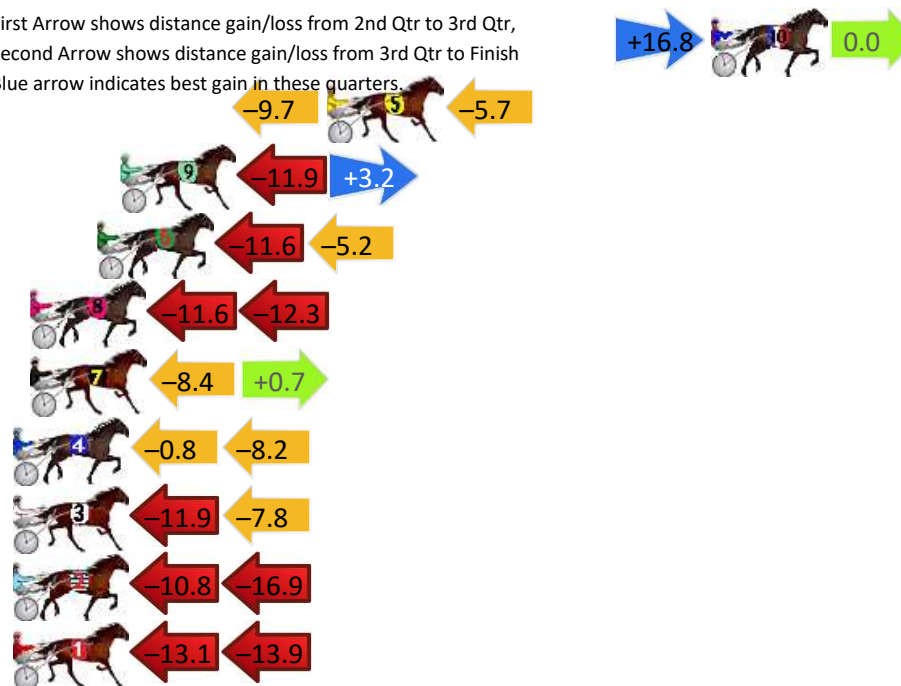 irst Arrow shows distance gain/loss from 2nd Qtr to 3rd Qtr,
econd Arrow shows distance gain/loss from 3rd Qtr to Finish
Blue arrow indicates best gain in these quarters.
+16.8 10 0.0
–9.7 5 –5.7
9 –11.9 +3.2
6 –11.6 –5.2
8 –11.6 –12.3
7 –8.4 +0.7
4 –0.8 –8.2
3 –11.9 –7.8
2 –10.8 –16.9
1 –13.1 –13.9